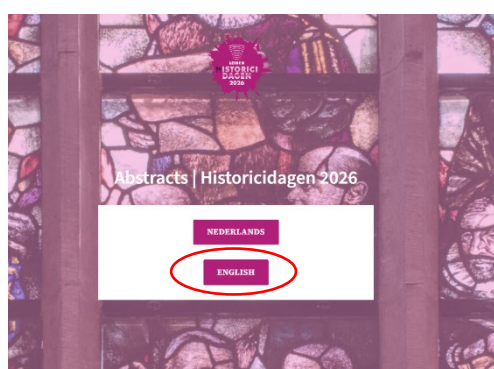 LEIDEN
HISTORICI
DAGEN
2026
Abstracts | Historicidagen 2026
NEDERLANDS
ENGLISH